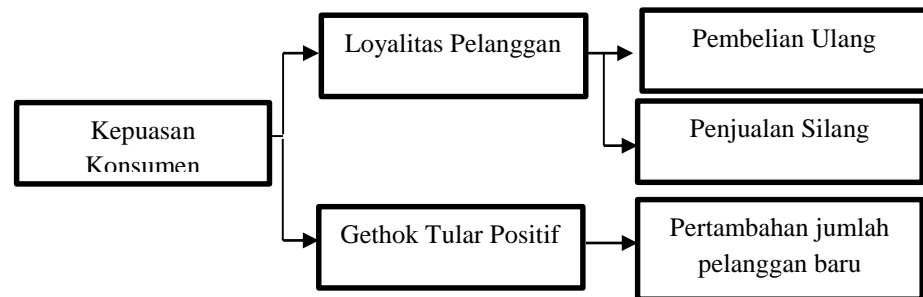 Loyalitas Pelanggan
Pembelian Ulang
Kepuasan
Konsumen
Penjualan Silang
Gethok Tular Positif
Pertambahan jumlah
pelanggan baru